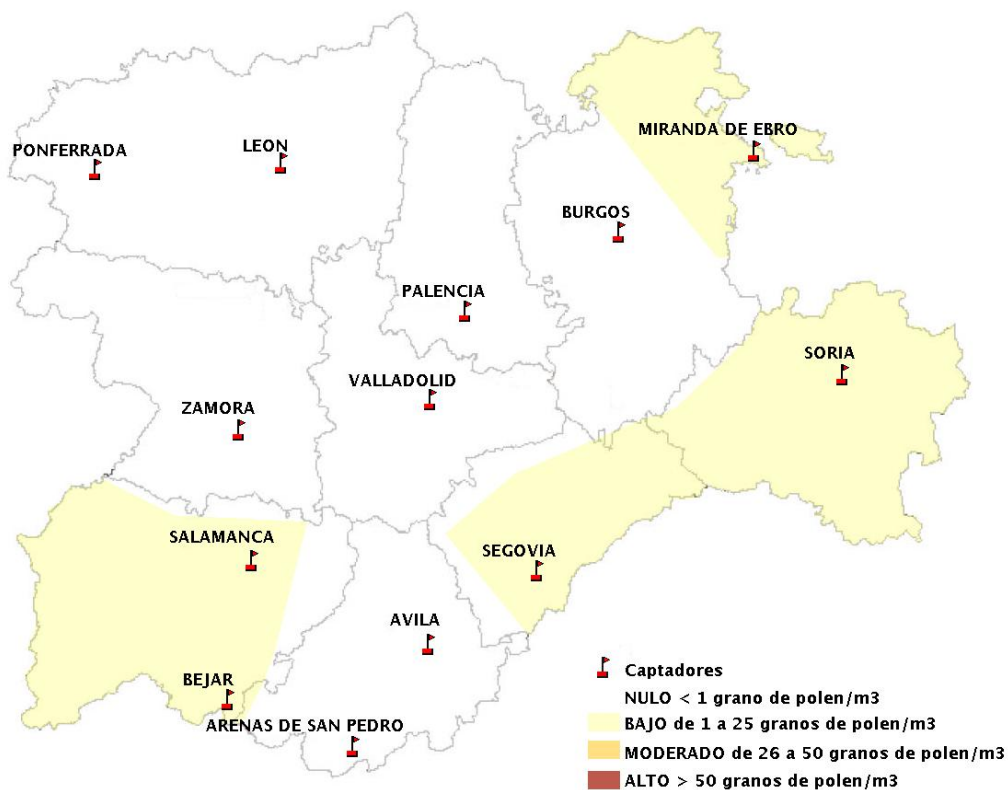 MIRANDA DE EBRO
PONFERRADA
LEON
BURGOS
PALENCIA
SORIA
VALLADOLID
ZAMORA
SALAMANCA
SEGOVIA
AVILA
BEJAR
ARENAS DE SAN PEDRO
Captadores
NULO < 1 grano de polen/m3
BAJO de 1 a 25 granos de polen/m3
MODERADO de 26 a 50 granos de polen/m3
ALTO > 50 granos de polen/m3